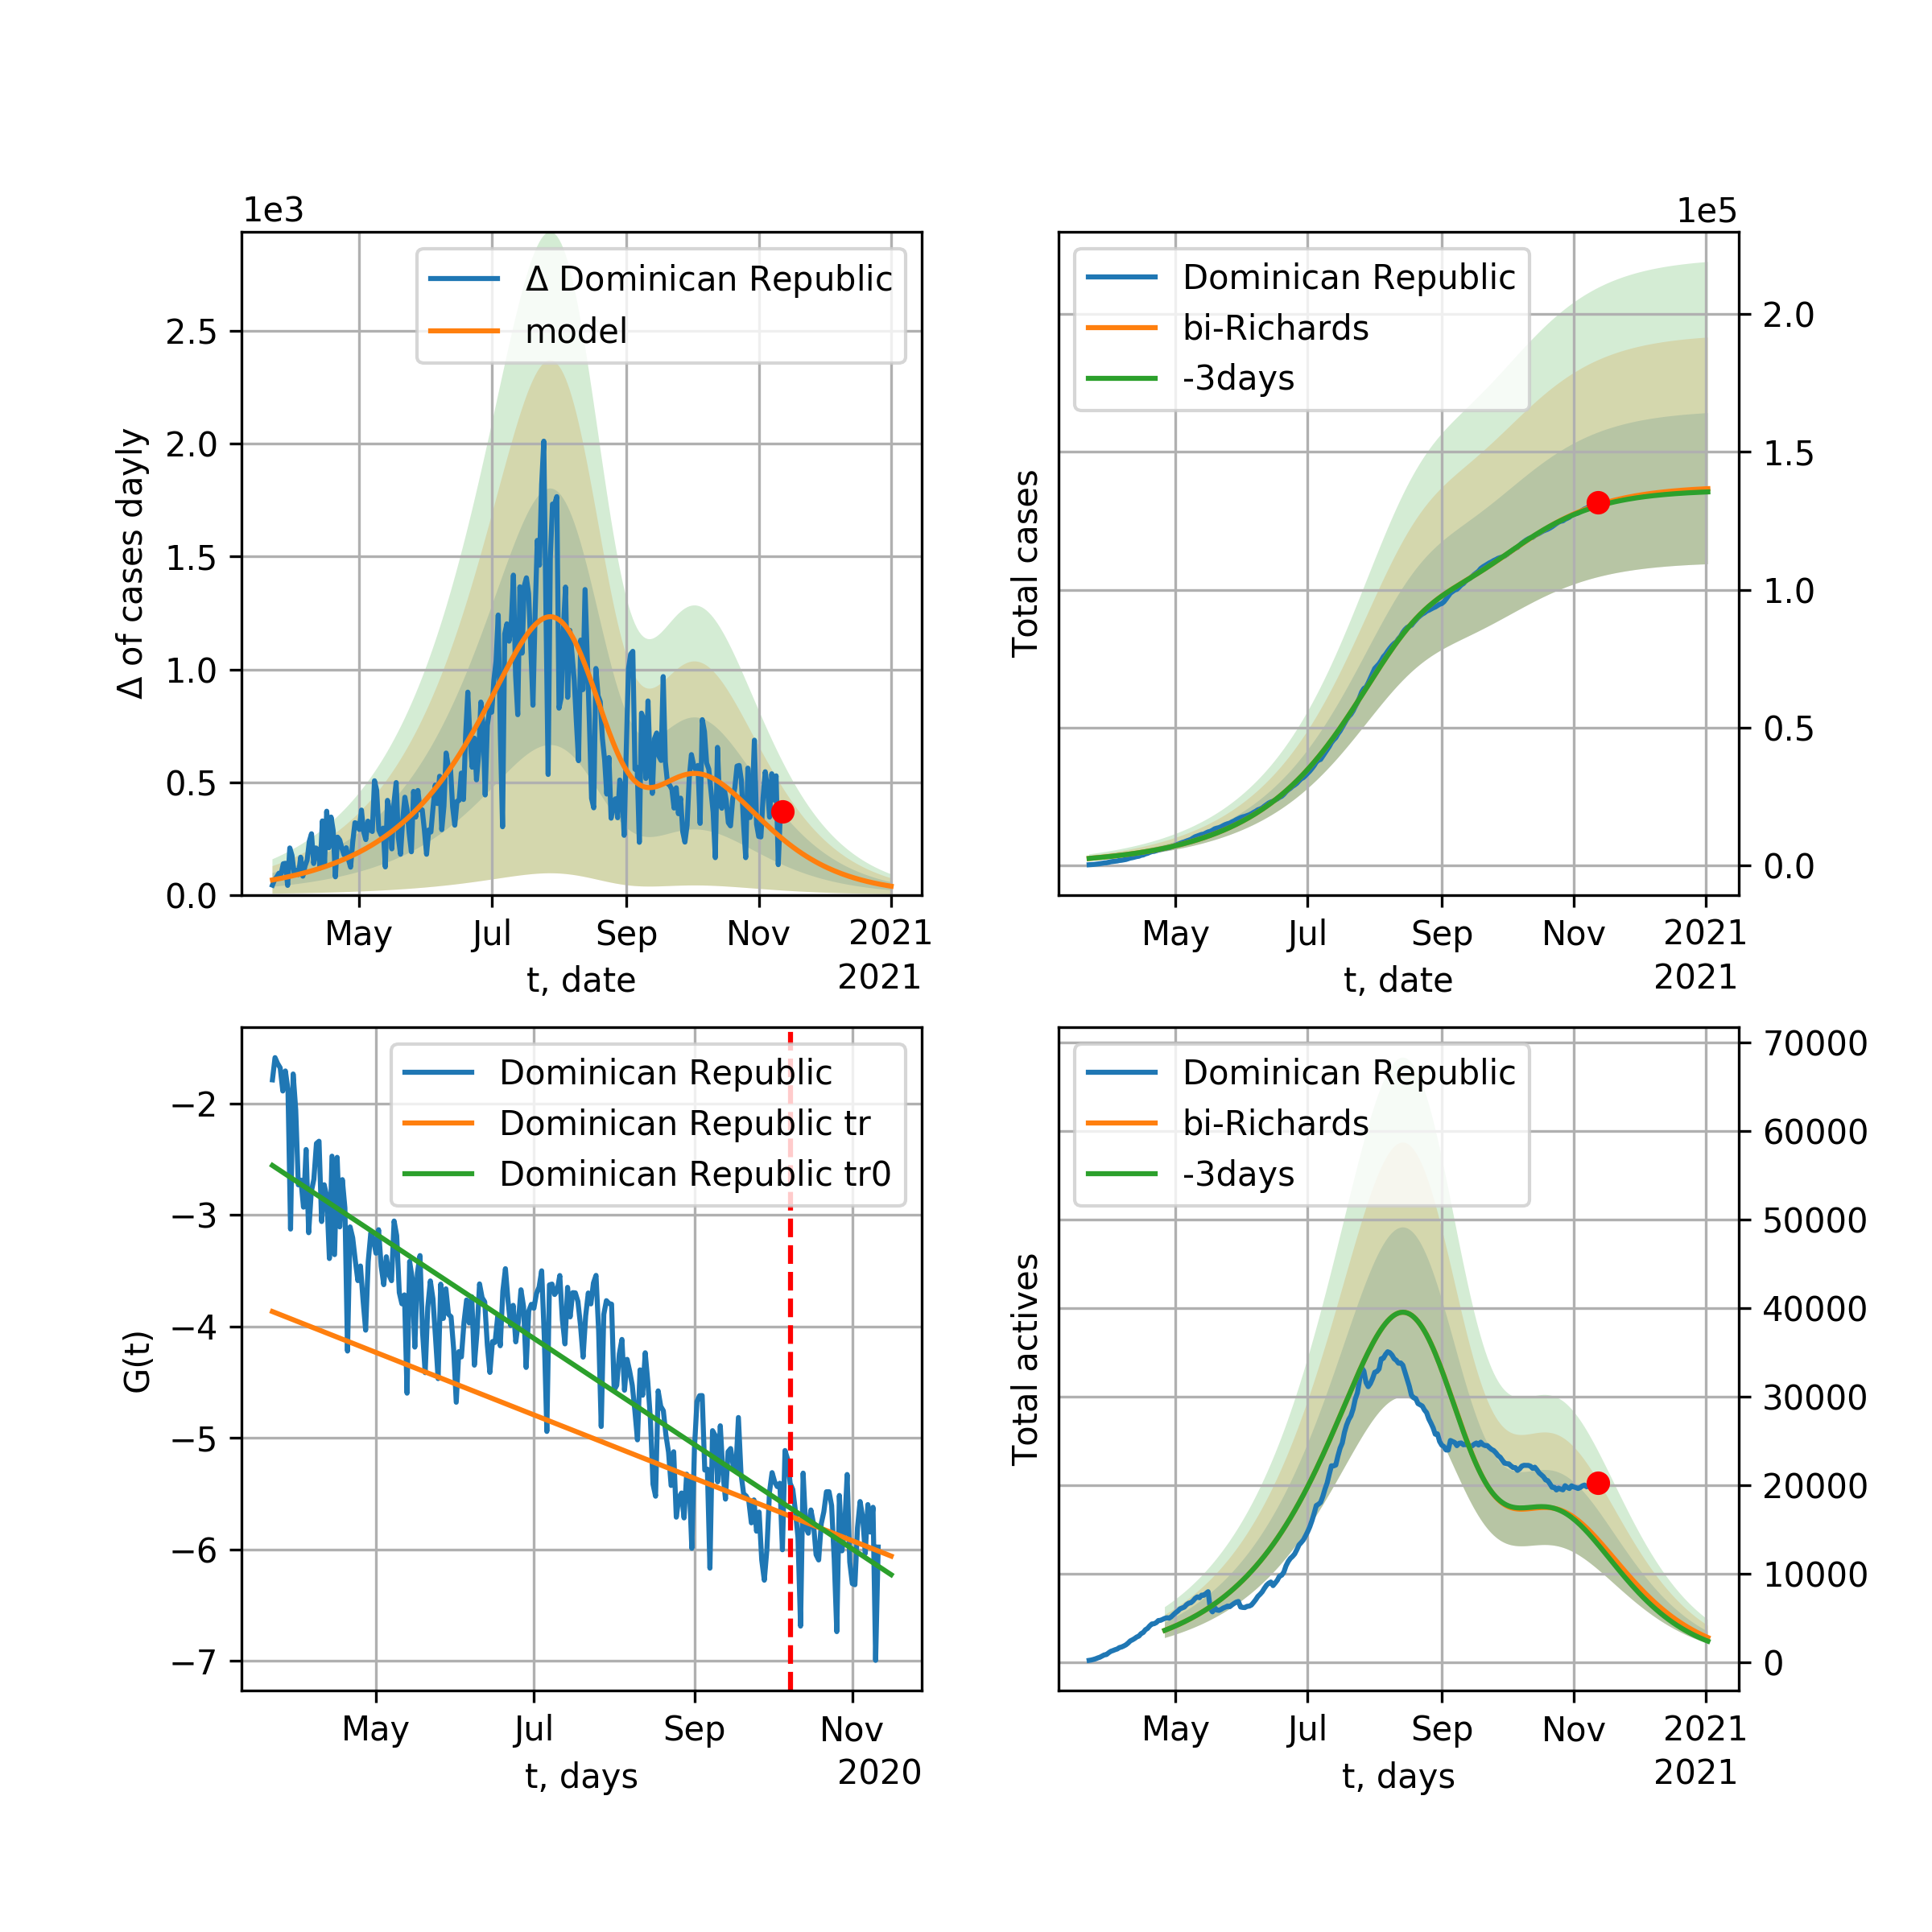 1e3
Δ Dominican Republic
model
2.5
2.0
1.5
1.0
0.5
0.0
Δ of cases dayly
May Jul Sep Nov 2021
t, date
2021
1e5
Dominican Republic
bi-Richards
-3days
2.0
1.5
1.0
0.5
0.0
Total cases
May Jul Sep Nov 2021
t, date
2021
Dominican Republic
Dominican Republic tr
Dominican Republic tr0
−2
−3
−4
−5
−6
−7
G(t)
May Jul Sep Nov
t, days
2020
Dominican Republic
bi-Richards
-3days
70000
60000
50000
40000
30000
20000
10000
0
Total actives
May Jul Sep Nov 2021
t, days
2021